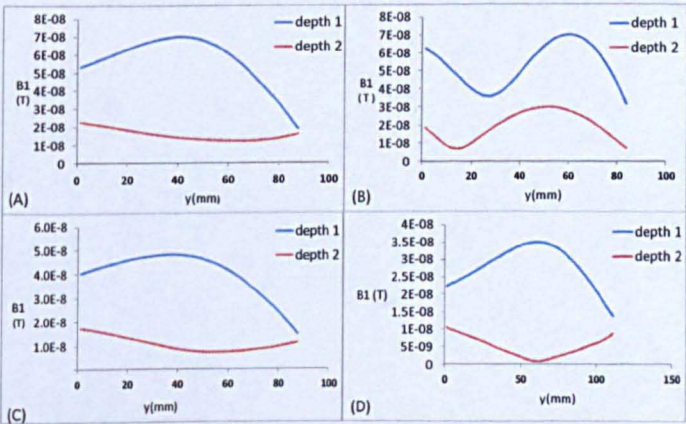 8E-08
7E-08
6E-08
5E-08
4E-08
3E-08
2E-08
1E-08
0
B1
(T)
depth 1
depth 2
0 20 40 60 80 100
(A)
y(mm)
8E-08
7E-08
6E-08
5E-08
4E-08
3E-08
2E-08
1E-08
0
B1
(T)
depth 1
depth 2
0 20 40 60 80 100
(B)
y(mm)
6.0E-8
5.0E-8
4.0E-8
3.0E-8
2.0E-8
1.0E-8
B1
(T)
depth 1
depth 2
0 20 40 60 80 100
(C)
y(mm)
4E-08
3.5E-08
3E-08
2.5E-08
2E-08
1.5E-08
1E-08
5E-09
0
B1 (T)
depth 1
depth 2
0 50 100 150
(D)
y(mm)